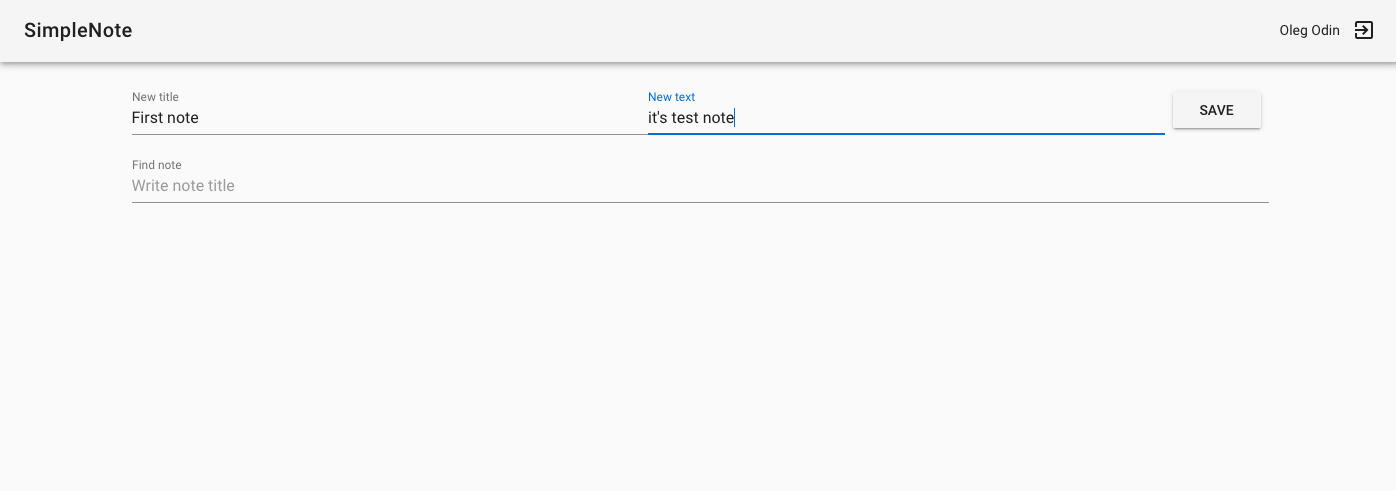 SimpleNote
Oleg Odin
New title
First note
New text
it's test note
SAVE
Find note
Write note title